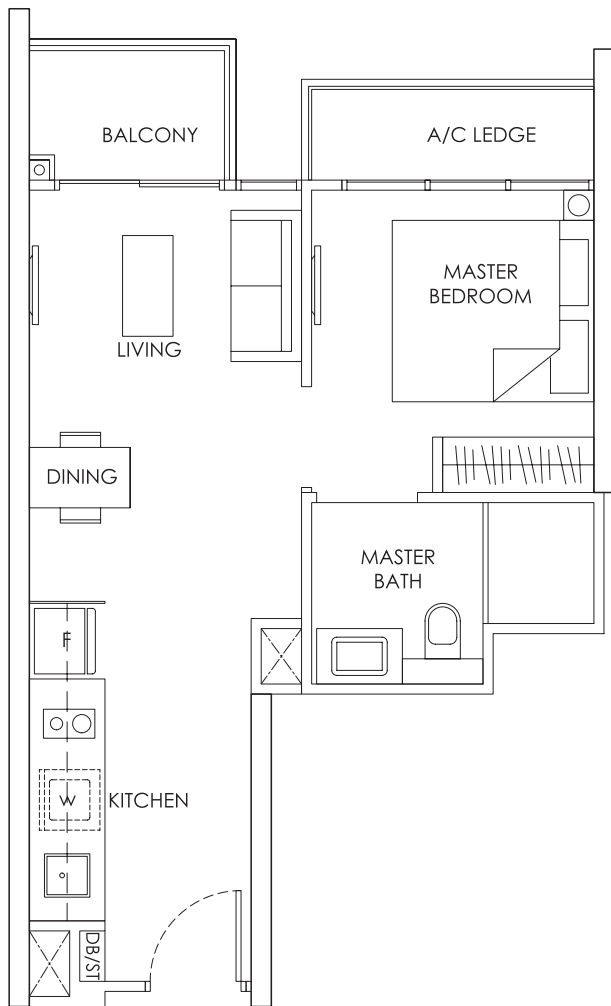 BALCONY
A/C LEDGE
MASTER
BEDROOM
LIVING
DINING
MASTER
BATH
F
W
KITCHEN
DB/ST